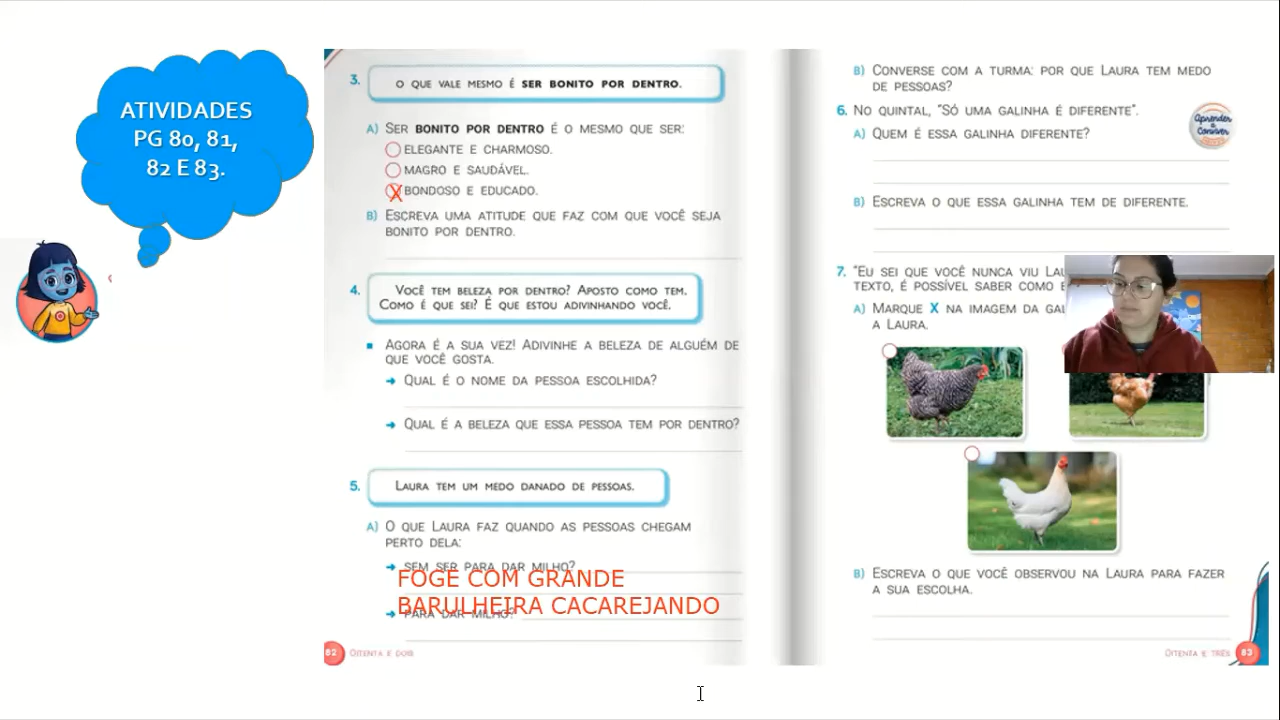 ATIVIDADES
PG 80, 81,
82 E 83.
3.
O QUE VALE MESMO É SER BONITO POR DENTRO.
A) SER BONITO POR DENTRO É O MESMO QUE SER:
ELEGANTE E CHARMOSO.
MAGRO E SAUDÁVEL.
X BONDOSO E EDUCADO.
B) ESCREVA UMA ATITUDE QUE FAZ COM QUE VOCÊ SEJA
BONITO POR DENTRO.
4.
VOCÊ TEM BELEZA POR DENTRO? APOSTO COMO TEM.
COMO É QUE SEI? É QUE ESTOU ADIVINHANDO VOCÊ.
AGORA É A SUA VEZ! ADIVINHE A BELEZA DE ALGUÉM DE
QUE VOCÊ GOSTA.
QUAL É O NOME DA PESSOA ESCOLHIDA?
QUAL É A BELEZA QUE ESSA PESSOA TEM POR DENTRO?
5.
LAURA TEM UM MEDO DANADO DE PESSOAS.
A) O QUE LAURA FAZ QUANDO AS PESSOAS CHEGAM
PERTO DELA:
SEM SER PARA DAR MILHO?
FOGE COM GRANDE
BARULHEIRA CACAREJANDO
PARA DAR MILHO?
82 OITENTA E DOIS
B) CONVERSE COM A TURMA: POR QUE LAURA TEM MEDO
DE PESSOAS?
6. NO QUINTAL, "SÓ UMA GALINHA É DIFERENTE".
Aprender
e
Conviver
A) QUEM É ESSA GALINHA DIFERENTE?
B) ESCREVA O QUE ESSA GALINHA TEM DE DIFERENTE.
7. "EU SEI QUE VOCÊ NUNCA VIU
TEXTO, É POSSÍVEL SABER COMO
A) MARQUE X NA IMAGEM DA
A LAURA.
B) ESCREVA O QUE VOCÊ OBSERVOU NA LAURA PARA FAZER
A SUA ESCOLHA.
OITENTA E TRÊS 83